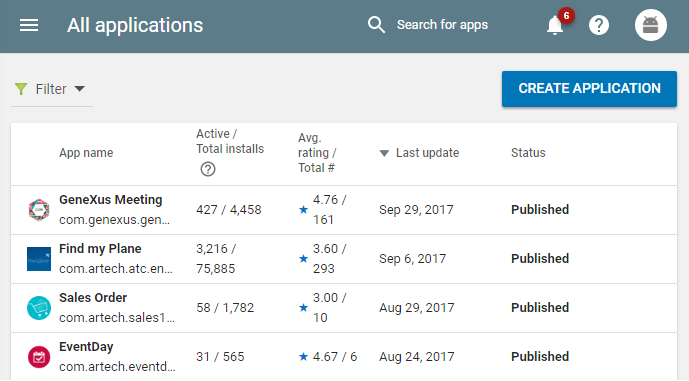 All applications
Search for apps
6
Filter
CREATE APPLICATION
App name
Active /
Total installs
Avg.
rating /
Total #
Last update
Status
GeneXus Meeting
com.genexus.gen...
427 / 4,458
4.76 /
161
Sep 29, 2017
Published
Find my Plane
com.artech.atc.en...
3,216 /
75,885
3.60 /
293
Sep 6, 2017
Published
Sales Order
com.artech.sales1...
58 / 1,782
3.00 /
10
Aug 29, 2017
Published
EventDay
com.artech.eventd...
31 / 565
4.67 / 6
Aug 24, 2017
Published